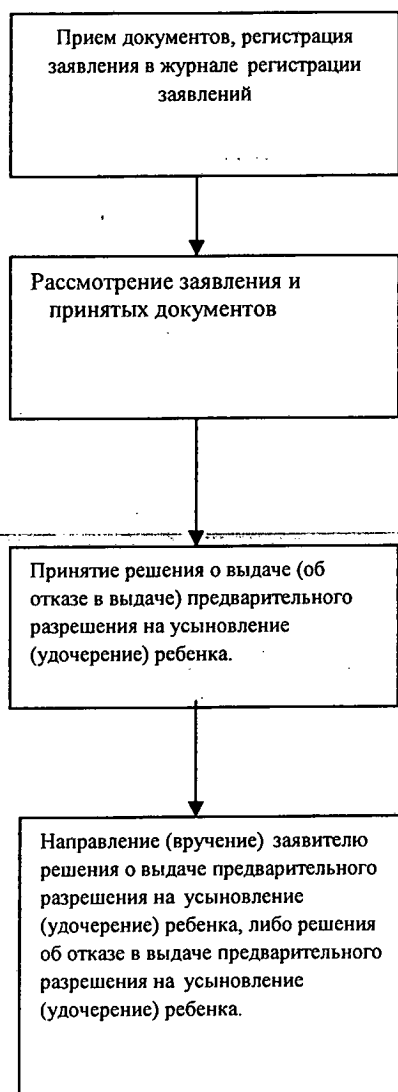 Прием документов, регистрация
заявления в журнале регистрации
заявлений
Рассмотрение заявления и
принятых документов
Принятие решения о выдаче (об
отказе в выдаче) предварительного
разрешения на усыновление
(удочерение) ребенка.
Направление (вручение) заявителю
решения о выдаче предварительного
разрешения на усыновление
(удочерение) ребенка, либо решения
об отказе в выдаче предварительного
разрешения на усыновление
(удочерение) ребенка.